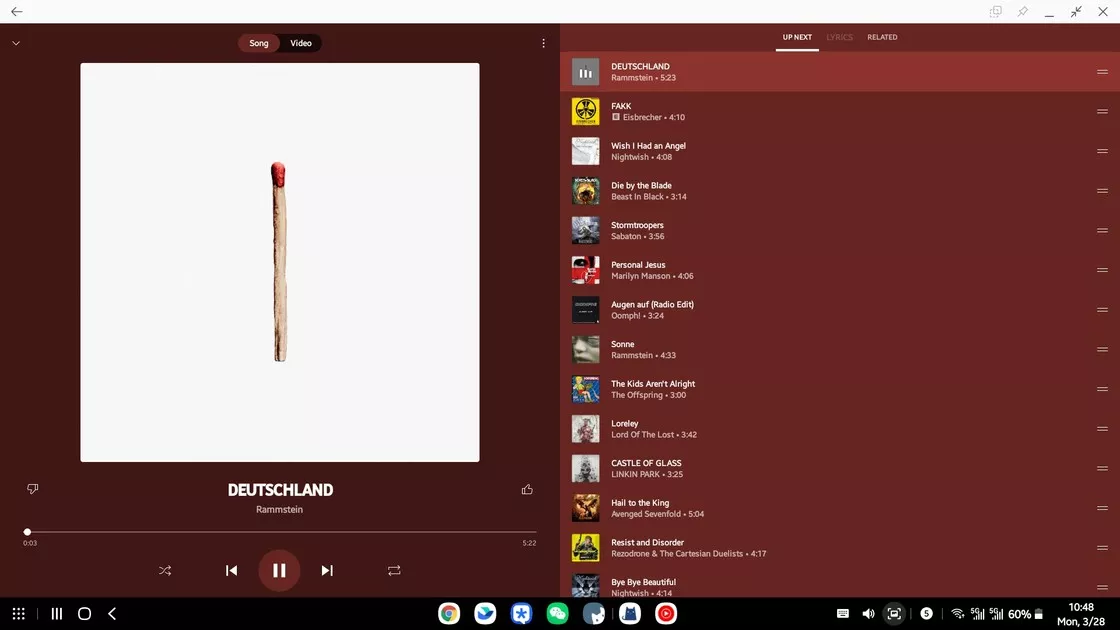 Song
Video
DEUTSCHLAND
Rammstein
0:03
5:22
UP NEXT
LYRICS
RELATED
DEUTSCHLAND
Rammstein • 5:23
FAKK
Eisbrecher • 4:10
Wish I Had an Angel
Nightwish • 4:08
Die by the Blade
Beast In Black • 3:14
Stormtroopers
Sabaton • 3:56
Personal Jesus
Marilyn Manson • 4:06
Augen auf (Radio Edit)
Oomph! • 3:24
Sonne
Rammstein • 4:33
The Kids Aren't Alright
The Offspring • 3:00
Loreley
Lord Of The Lost • 3:42
CASTLE OF GLASS
LINKIN PARK • 3:25
Hail to the King
Avenged Sevenfold • 5:04
Resist and Disorder
Rezodrone & The Cartesian Duelists • 4:17
Bye Bye Beautiful
Nightwish • 4:14
5
5G
5G
60%
10:48
Mon, 3/28